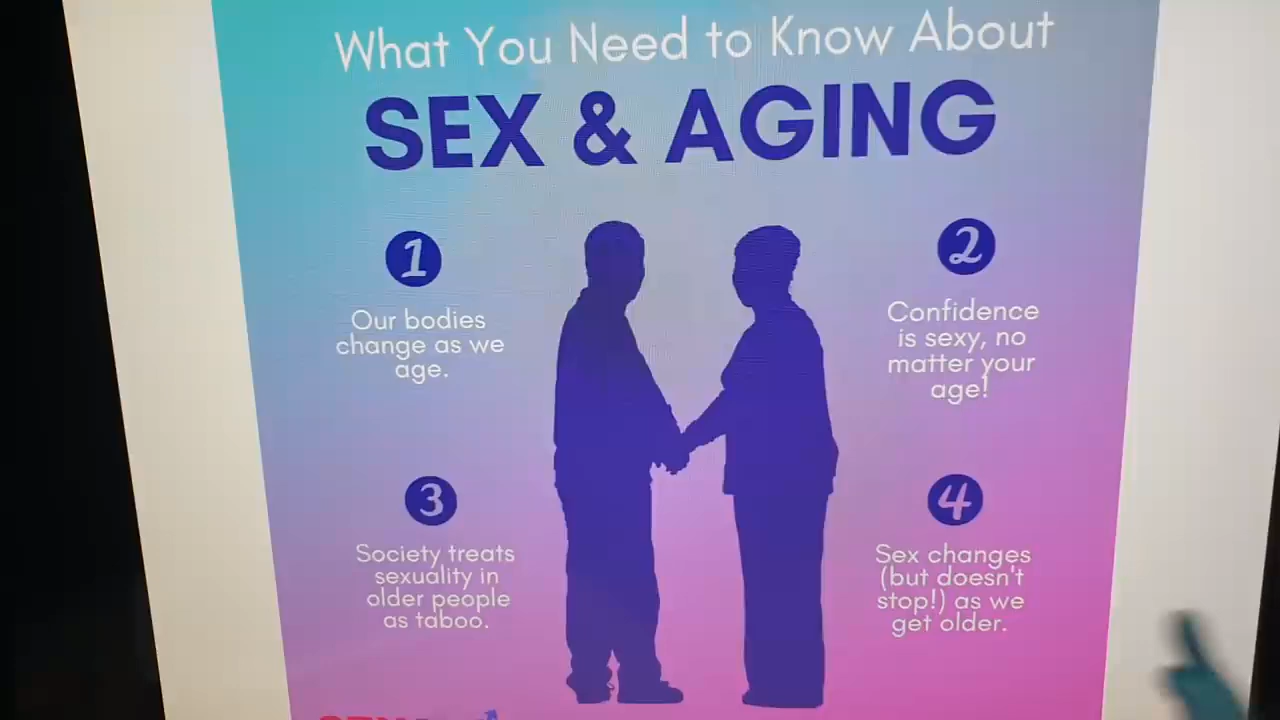 What You Need to Know About
SEX & AGING
1
Our bodies
change as we
age.
2
Confidence
is sexy, no
matter your
age!
3
Society treats
sexuality in
older people
as taboo.
4
Sex changes
(but doesn't
stop!) as we
get older.